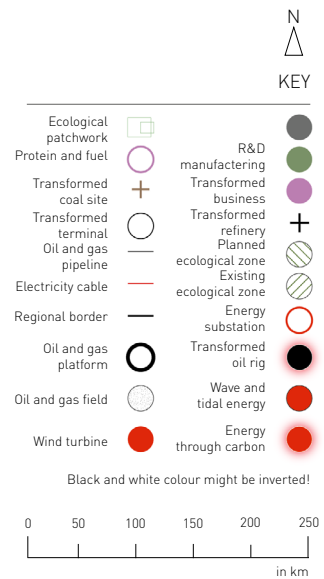 N
KEY
Ecological
patchwork
Protein and fuel
R&D
manufactering
Transformed
coal site
Transformed
business
Transformed
terminal
Transformed
refinery
Oil and gas
pipeline
Planned
ecological zone
Electricity cable
Existing
ecological zone
Regional border
Energy
substation
Oil and gas
platform
Transformed
oil rig
Oil and gas field
Wave and
tidal energy
Wind turbine
Energy
through carbon
Black and white colour might be inverted!
0 50 100 150 200 250
in km